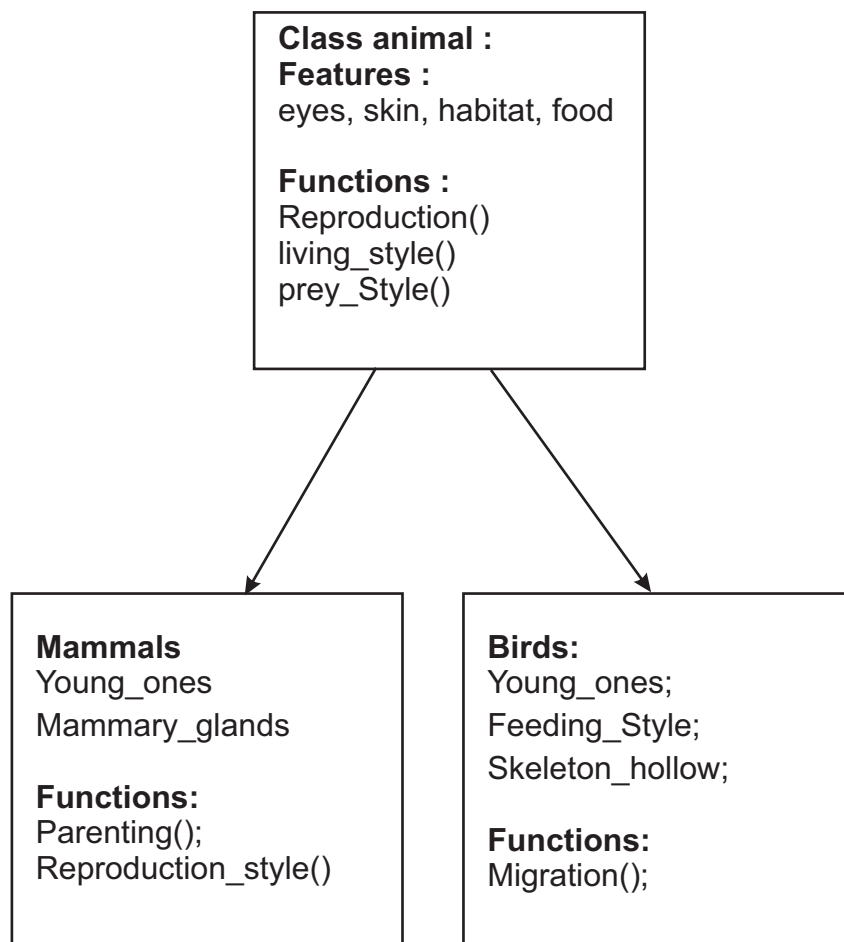 Class animal :
Features :
eyes, skin, habitat, food
Functions :
Reproduction()
living_style()
prey_Style()
Mammals
Young_ones
Mammary_glands
Functions:
Parenting();
Reproduction_style()
Birds:
Young_ones;
Feeding_Style;
Skeleton_hollow;
Functions:
Migration();